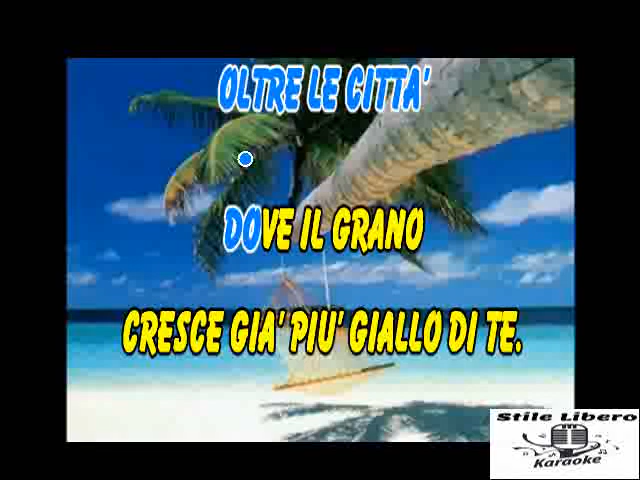 OLTRE LE CITTA'
DOVE IL GRANO
CRESCE GIA' PIU' GIALLO DI TE.
Stile Libero
Karaoke